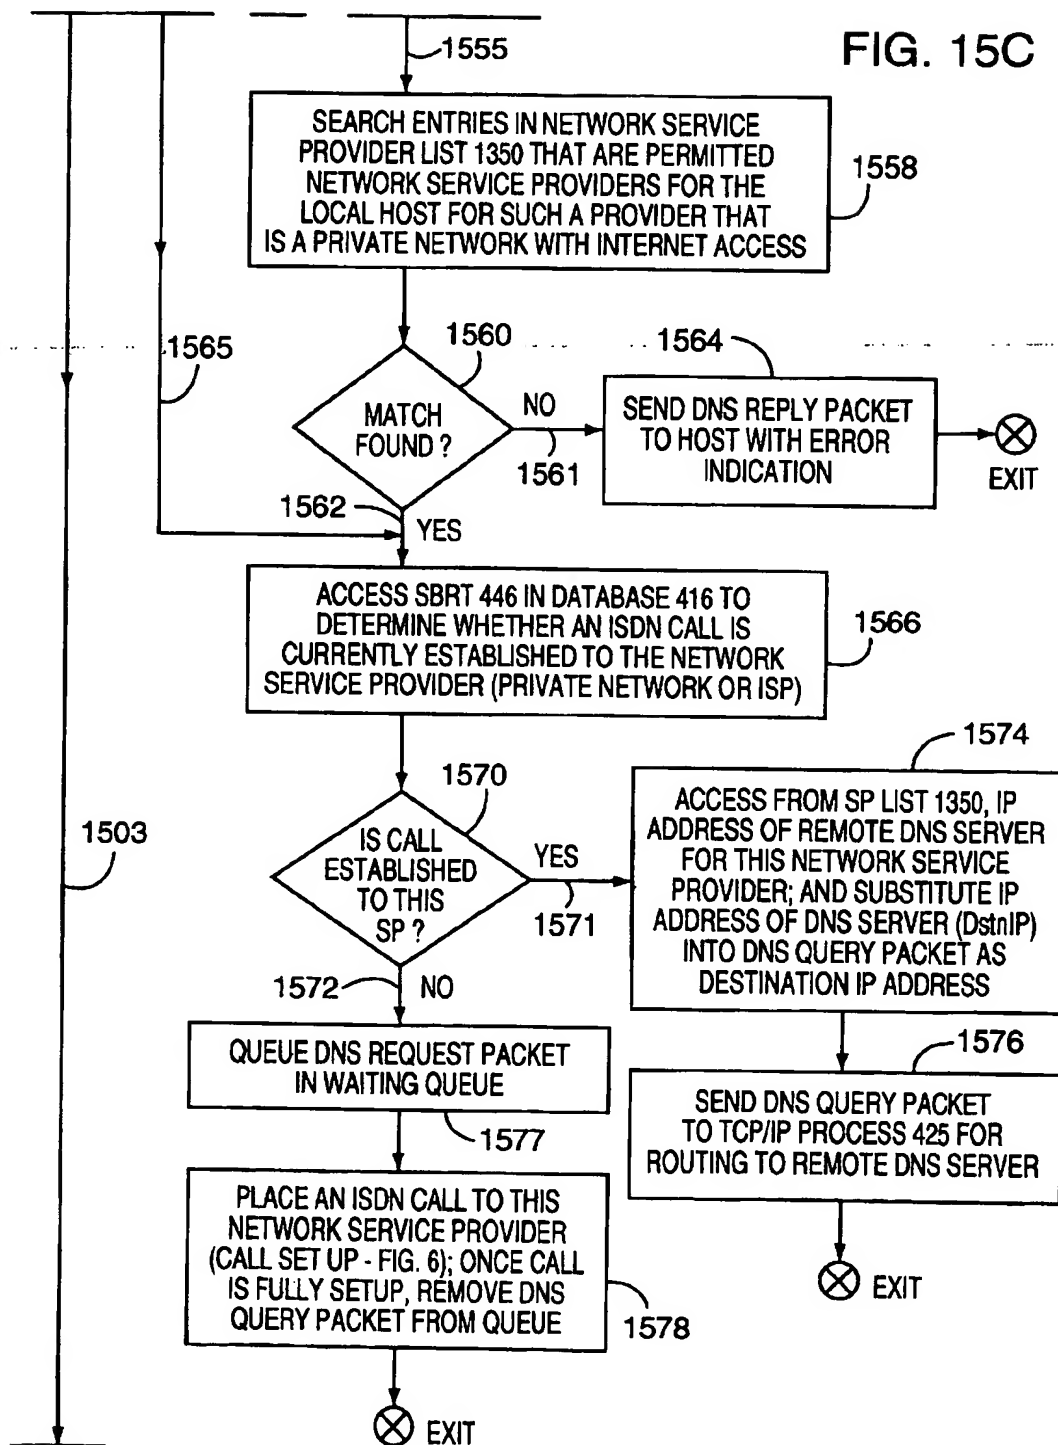 FIG. 15C
1555
SEARCH ENTRIES IN NETWORK SERVICE
PROVIDER LIST 1350 THAT ARE PERMITTED
NETWORK SERVICE PROVIDERS FOR THE
LOCAL HOST FOR SUCH A PROVIDER THAT
IS A PRIVATE NETWORK WITH INTERNET ACCESS
1558
1565
1560
MATCH
FOUND ?
NO
1561
1564
SEND DNS REPLY PACKET
TO HOST WITH ERROR
INDICATION
EXIT
1562
YES
ACCESS SBRT 446 IN DATABASE 416 TO
DETERMINE WHETHER AN ISDN CALL IS
CURRENTLY ESTABLISHED TO THE NETWORK
SERVICE PROVIDER (PRIVATE NETWORK OR ISP)
1566
1503
1570
IS CALL
ESTABLISHED
TO THIS
SP ?
YES
1571
1574
ACCESS FROM SP LIST 1350, IP
ADDRESS OF REMOTE DNS SERVER
FOR THIS NETWORK SERVICE
PROVIDER; AND SUBSTITUTE IP
ADDRESS OF DNS SERVER (DstnIP)
INTO DNS QUERY PACKET AS
DESTINATION IP ADDRESS
1572
NO
QUEUE DNS REQUEST PACKET
IN WAITING QUEUE
1577
1576
SEND DNS QUERY PACKET
TO TCP/IP PROCESS 425 FOR
ROUTING TO REMOTE DNS SERVER
EXIT
PLACE AN ISDN CALL TO THIS
NETWORK SERVICE PROVIDER
(CALL SET UP - FIG. 6); ONCE CALL
IS FULLY SETUP, REMOVE DNS
QUERY PACKET FROM QUEUE
1578
EXIT